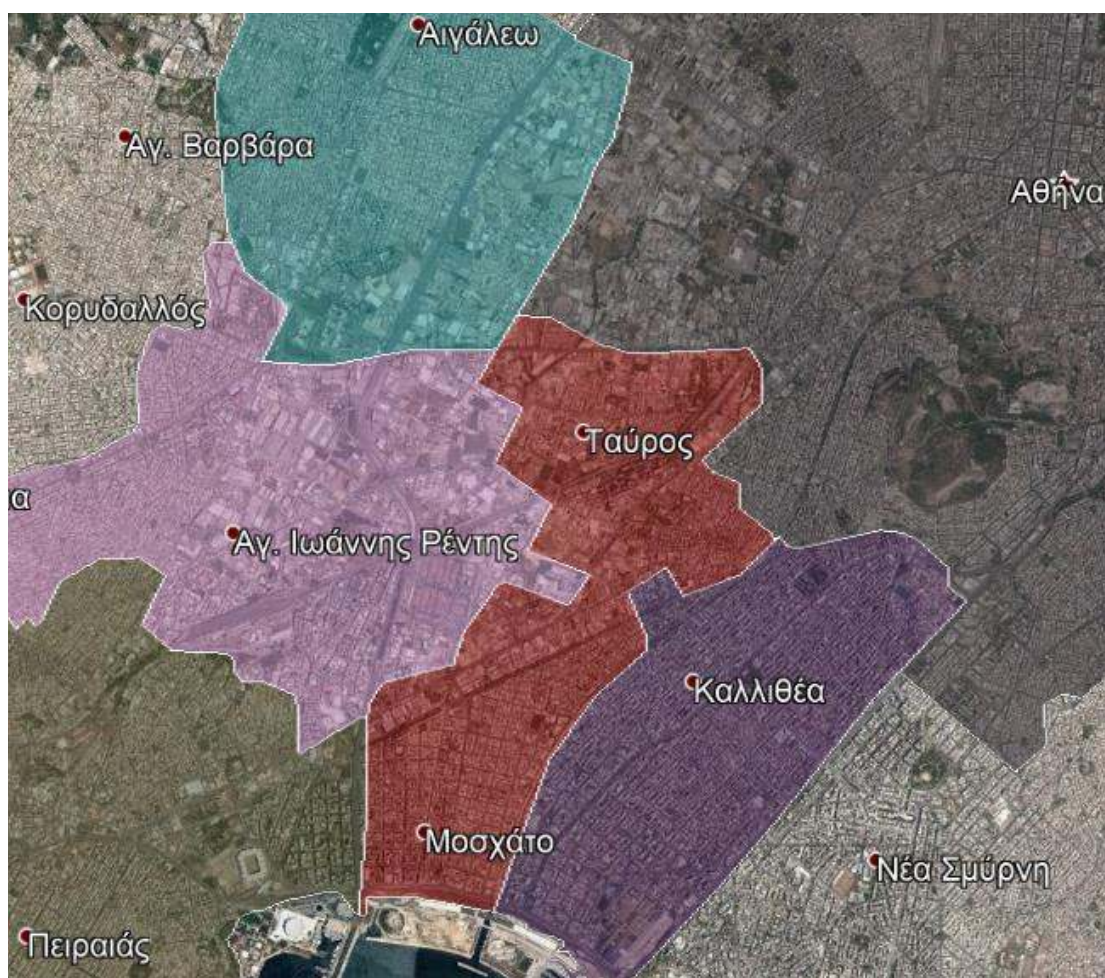 Αιγάλεω
Αγ. Βαρβάρα
Αθήνα
Κορυδαλλός
Ταύρος
α
Αγ. Ιωάννης Ρέντης
Καλλιθέα
Μοσχάτο
Νέα Σμύρνη
Πειραιάς